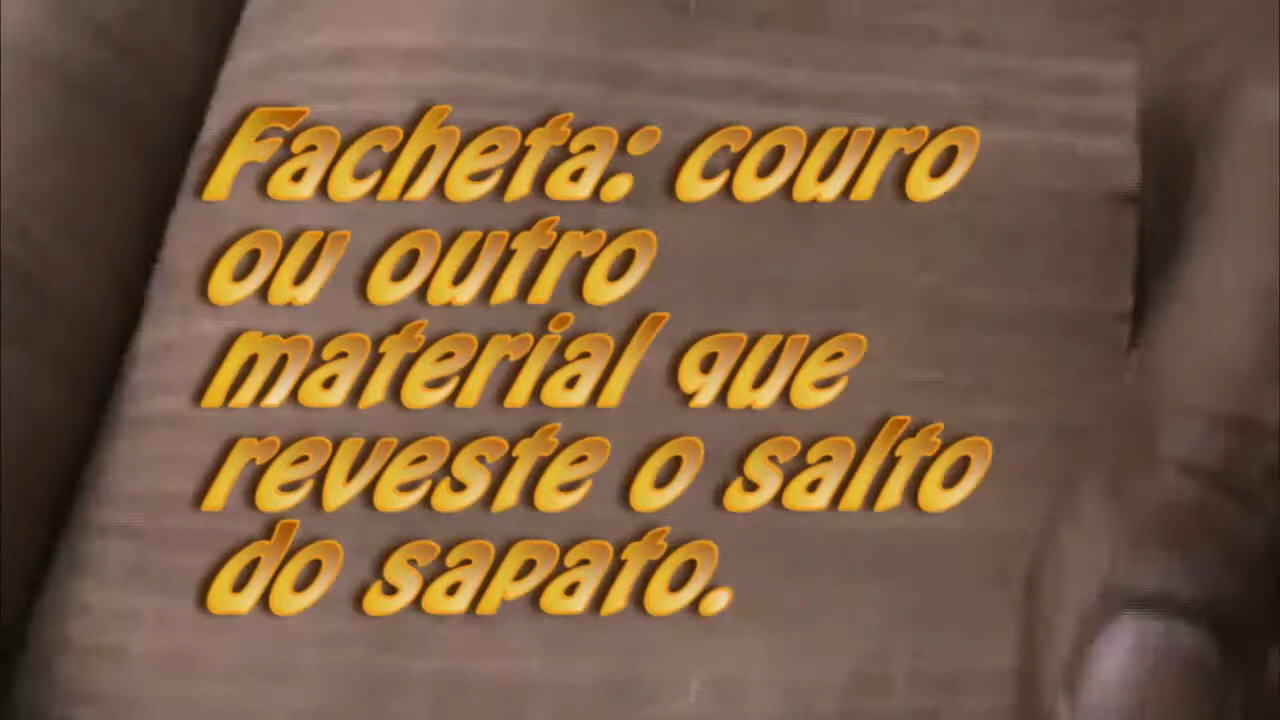 Facheta: couro
ou outro
material que
reveste o salto
do sapato.